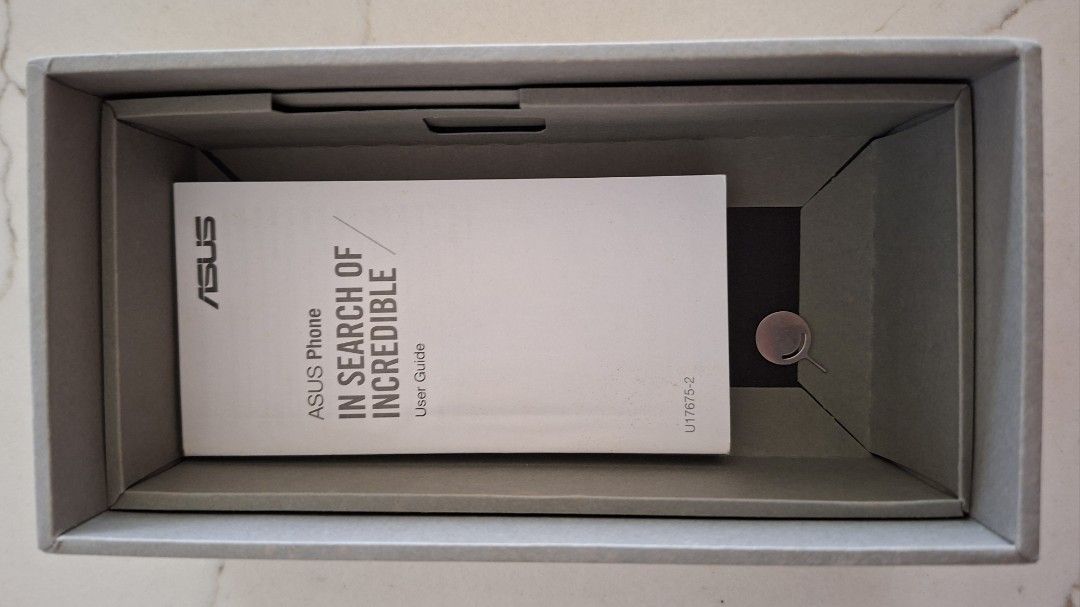 ASUS
ASUS Phone
IN SEARCH OF
INCREDIBLE
User Guide
U17675-2